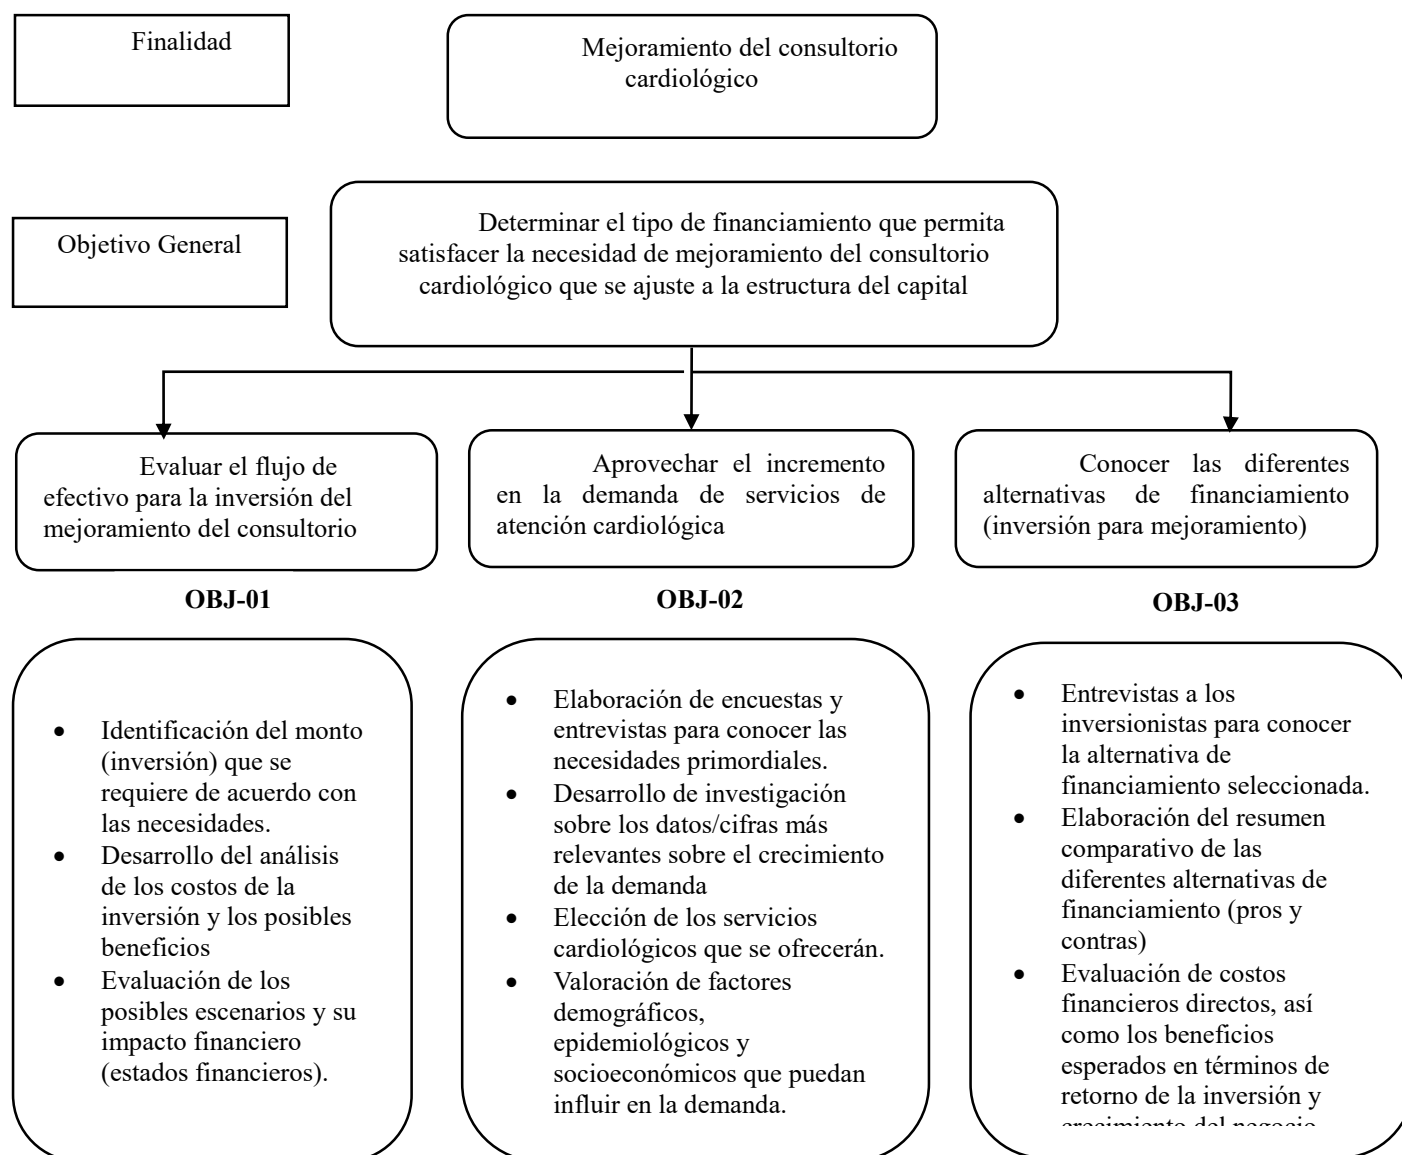 Finalidad
Mejoramiento del consultorio
cardiológico
Objetivo General
Determinar el tipo de financiamiento que permita
satisfacer la necesidad de mejoramiento del consultorio
cardiológico que se ajuste a la estructura del capital
Evaluar el flujo de
efectivo para la inversión del
mejoramiento del consultorio
Aprovechar el incremento
en la demanda de servicios de
atención cardiológica
Conocer las diferentes
alternativas de financiamiento
(inversión para mejoramiento)
OBJ-01
OBJ-02
OBJ-03
• Identificación del monto
(inversión) que se
requiere de acuerdo con
las necesidades.
• Desarrollo del análisis
de los costos de la
inversión y los posibles
beneficios
• Evaluación de los
posibles escenarios y su
impacto financiero
(estados financieros).
• Elaboración de encuestas y
entrevistas para conocer las
necesidades primordiales.
• Desarrollo de investigación
sobre los datos/cifras más
relevantes sobre el crecimiento
de la demanda
• Elección de los servicios
cardiológicos que se ofrecerán.
• Valoración de factores
demográficos,
epidemiológicos y
socioeconómicos que puedan
influir en la demanda.
• Entrevistas a los
inversionistas para conocer
la alternativa de
financiamiento seleccionada.
• Elaboración del resumen
comparativo de las
diferentes alternativas de
financiamiento (pros y
contras)
• Evaluación de costos
financieros directos, así
como los beneficios
esperados en términos de
retorno de la inversión y
crecimiento del negocio